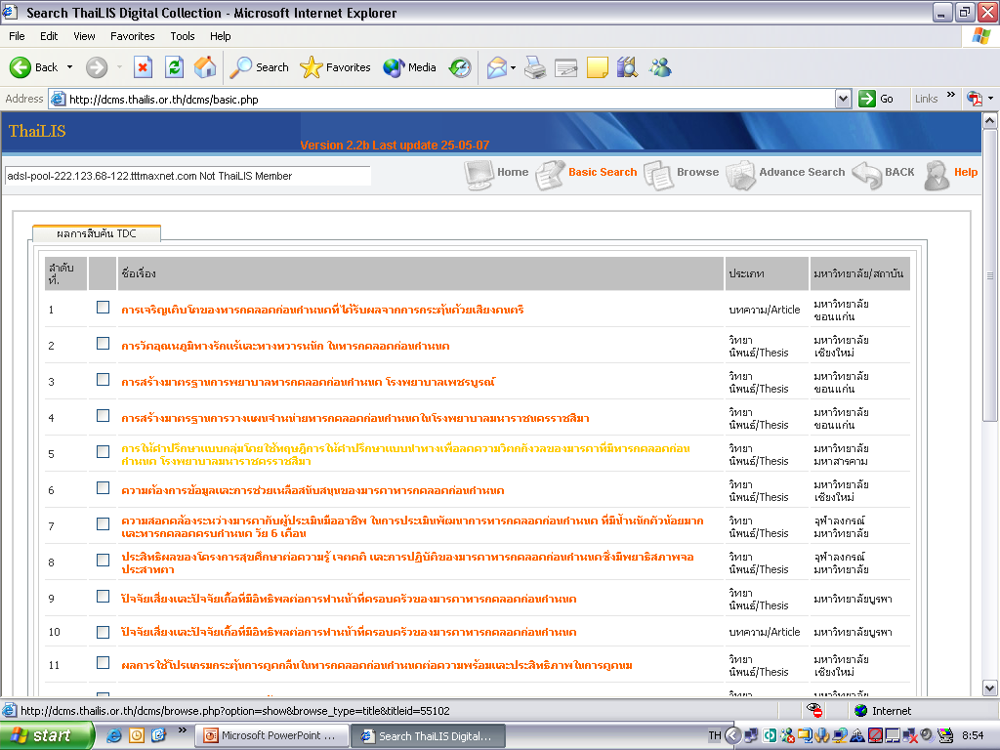 Search ThaiLIS Digital Collection - Microsoft Internet Explorer
File Edit View Favorites Tools Help
Back Search Favorites Media
Address http://dcms.thailis.or.th/dcms/basic.php Go Links
ThaiLIS
Version 2.2b Last update 25-05-07
adsl-pool-222.123.68-122.tttmaxnet.com Not ThaiLIS Member
Home Basic Search Browse Advance Search BACK Help
ผลการสืบค้น TDC
ลำดับ
ที่. ชื่อเรื่อง ประเภท มหาวิทยาลัย/สถาบัน
1 การเจริญเติบโตของทารกคลอดก่อนกำหนดที่ได้รับผลจากการกระตุ้นด้วยเสียงดนตรี บทความ/Article มหาวิทยาลัย
ขอนแก่น
2 การวัดอุณหภูมิทางรักแร้และทางทวารหนัก ในทารกคลอดก่อนกำหนด วิทยา
นิพนธ์/Thesis มหาวิทยาลัย
เชียงใหม่
3 การสร้างมาตรฐานการพยาบาลทารกคลอดก่อนกำหนด โรงพยาบาลเพชรบูรณ์ วิทยา
นิพนธ์/Thesis มหาวิทยาลัย
ขอนแก่น
4 การสร้างมาตรฐานการวางแผนจำหน่ายทารกคลอดก่อนกำหนดในโรงพยาบาลมหาราชนครราชสีมา วิทยา
นิพนธ์/Thesis มหาวิทยาลัย
ขอนแก่น
5 การให้คำปรึกษาแบบกลุ่มโดยใช้ทฤษฎีการให้คำปรึกษาแบบนำทางเพื่อลดความวิตกกังวลของมารดาที่มีทารกคลอดก่อน
กำหนด โรงพยาบาลมหาราชนครราชสีมา วิทยา
นิพนธ์/Thesis มหาวิทยาลัย
มหาสารคาม
6 ความต้องการข้อมูลและการช่วยเหลือสนับสนุนของมารดาทารกคลอดก่อนกำหนด วิทยา
นิพนธ์/Thesis มหาวิทยาลัย
เชียงใหม่
7 ความสอดคล้องระหว่างมารดากับผู้ประเมินมืออาชีพ ในการประเมินพัฒนาการทารกคลอดก่อนกำหนด ที่มีน้ำหนักตัวน้อยมาก
และทารกคลอดครบกำหนด วัย 6 เดือน วิทยา
นิพนธ์/Thesis จุฬาลงกรณ์
มหาวิทยาลัย
8 ประสิทธิผลของโครงการสุขศึกษาต่อความรู้ เจตคติ และการปฏิบัติของมารดาทารกคลอดก่อนกำหนดซึ่งมีพยาธิสภาพจอ
ประสาทตา วิทยา
นิพนธ์/Thesis จุฬาลงกรณ์
มหาวิทยาลัย
9 ปัจจัยเสี่ยงและปัจจัยเกื้อที่มีอิทธิพลต่อการทำหน้าที่ครอบครัวของมารดาทารกคลอดก่อนกำหนด วิทยา
นิพนธ์/Thesis มหาวิทยาลัยบูรพา
10 ปัจจัยเสี่ยงและปัจจัยเกื้อที่มีอิทธิพลต่อการทำหน้าที่ครอบครัวของมารดาทารกคลอดก่อนกำหนด บทความ/Article มหาวิทยาลัยบูรพา
11 ผลการใช้โปรแกรมกระตุ้นการดูดกลืนในทารกคลอดก่อนกำหนดต่อความพร้อมและประสิทธิภาพในการดูดนม วิทยา
นิพนธ์/Thesis มหาวิทยาลัย
เชียงใหม่
http://dcms.thailis.or.th/dcms/browse.php?option=show&browse_type=title&titleid=55102 Internet
start Microsoft PowerPoint ... Search ThaiLIS Digital... TH 8:54